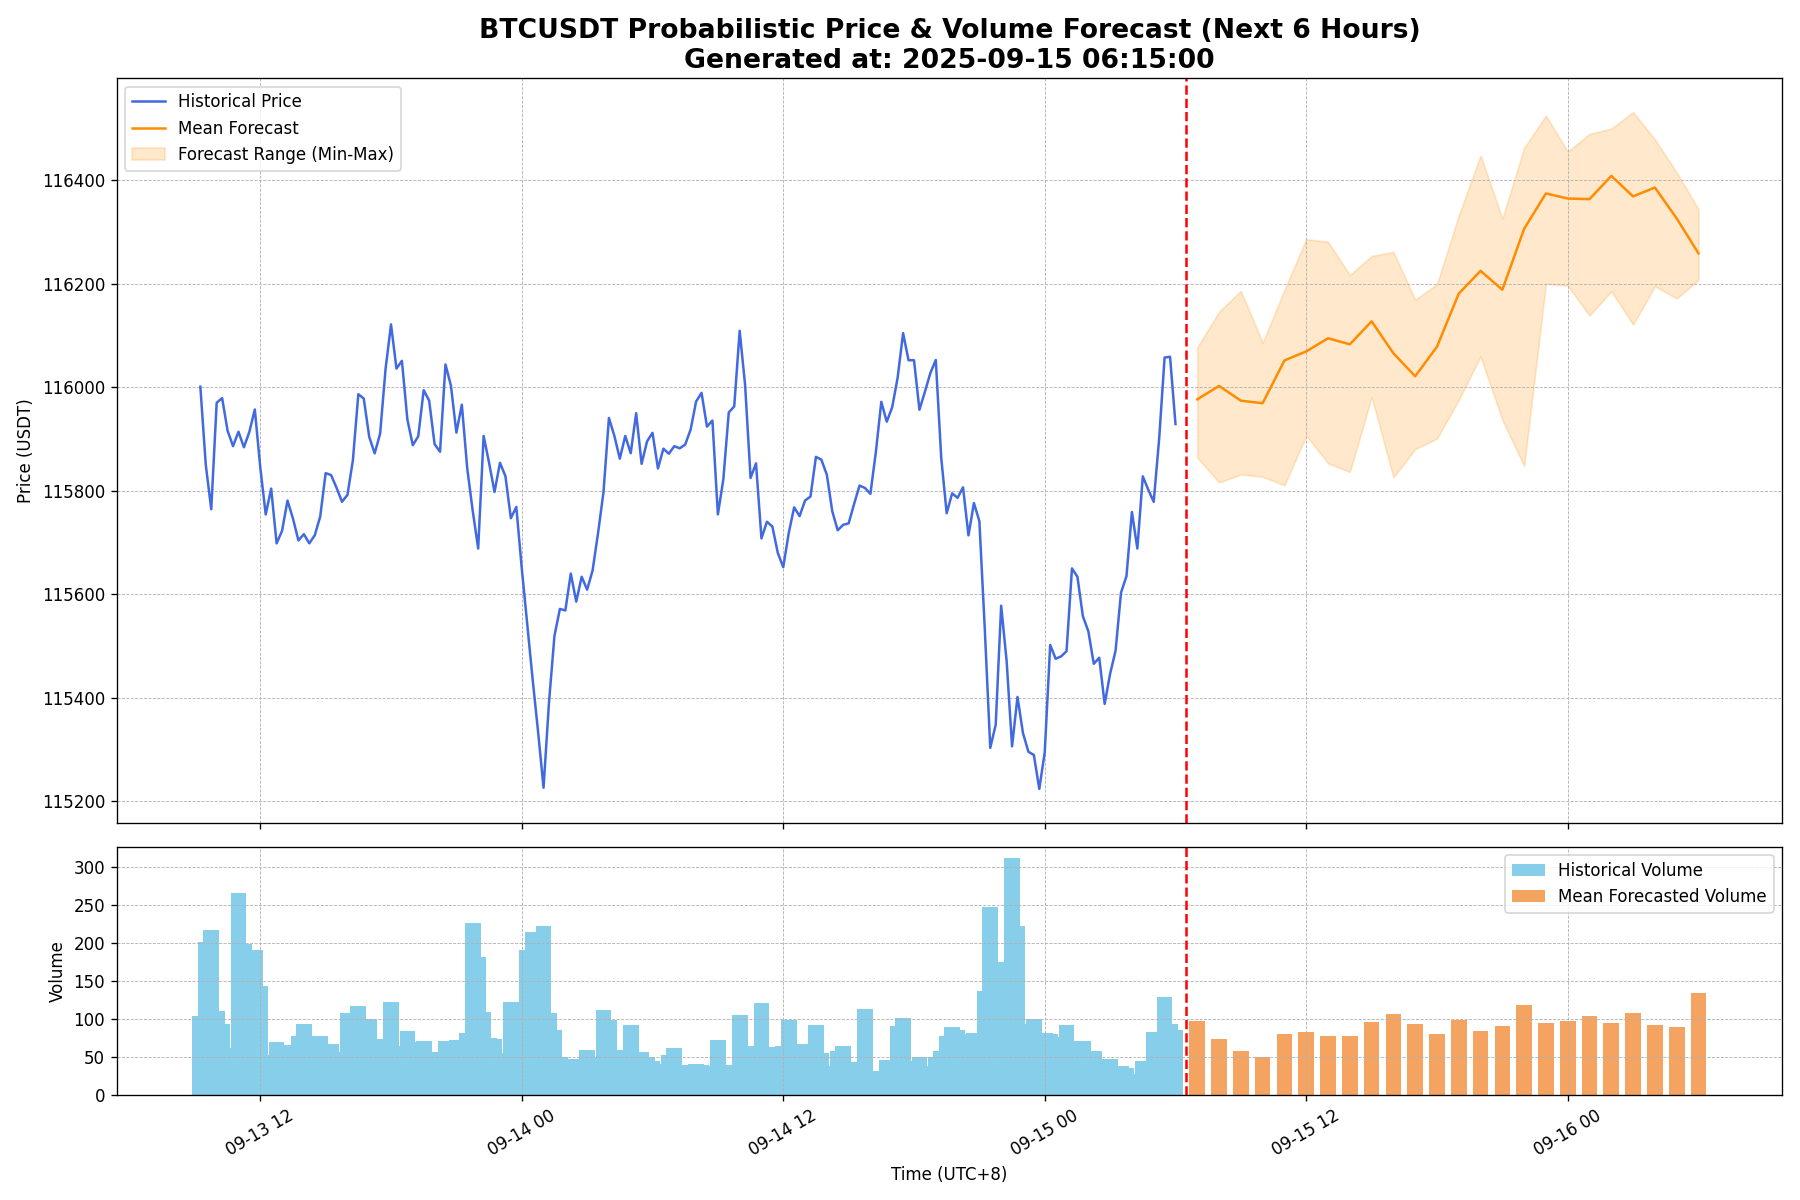 BTCUSDT Probabilistic Price & Volume Forecast (Next 6 Hours)
Generated at: 2025-09-15 06:15:00
Historical Price
Mean Forecast
Forecast Range (Min-Max)
Price (USDT)
116400
116200
116000
115800
115600
115400
115200
Historical Volume
Mean Forecasted Volume
Volume
300
250
200
150
100
50
0
09-13 12
09-14 00
09-14 12
09-15 00
09-15 12
09-16 00
Time (UTC+8)